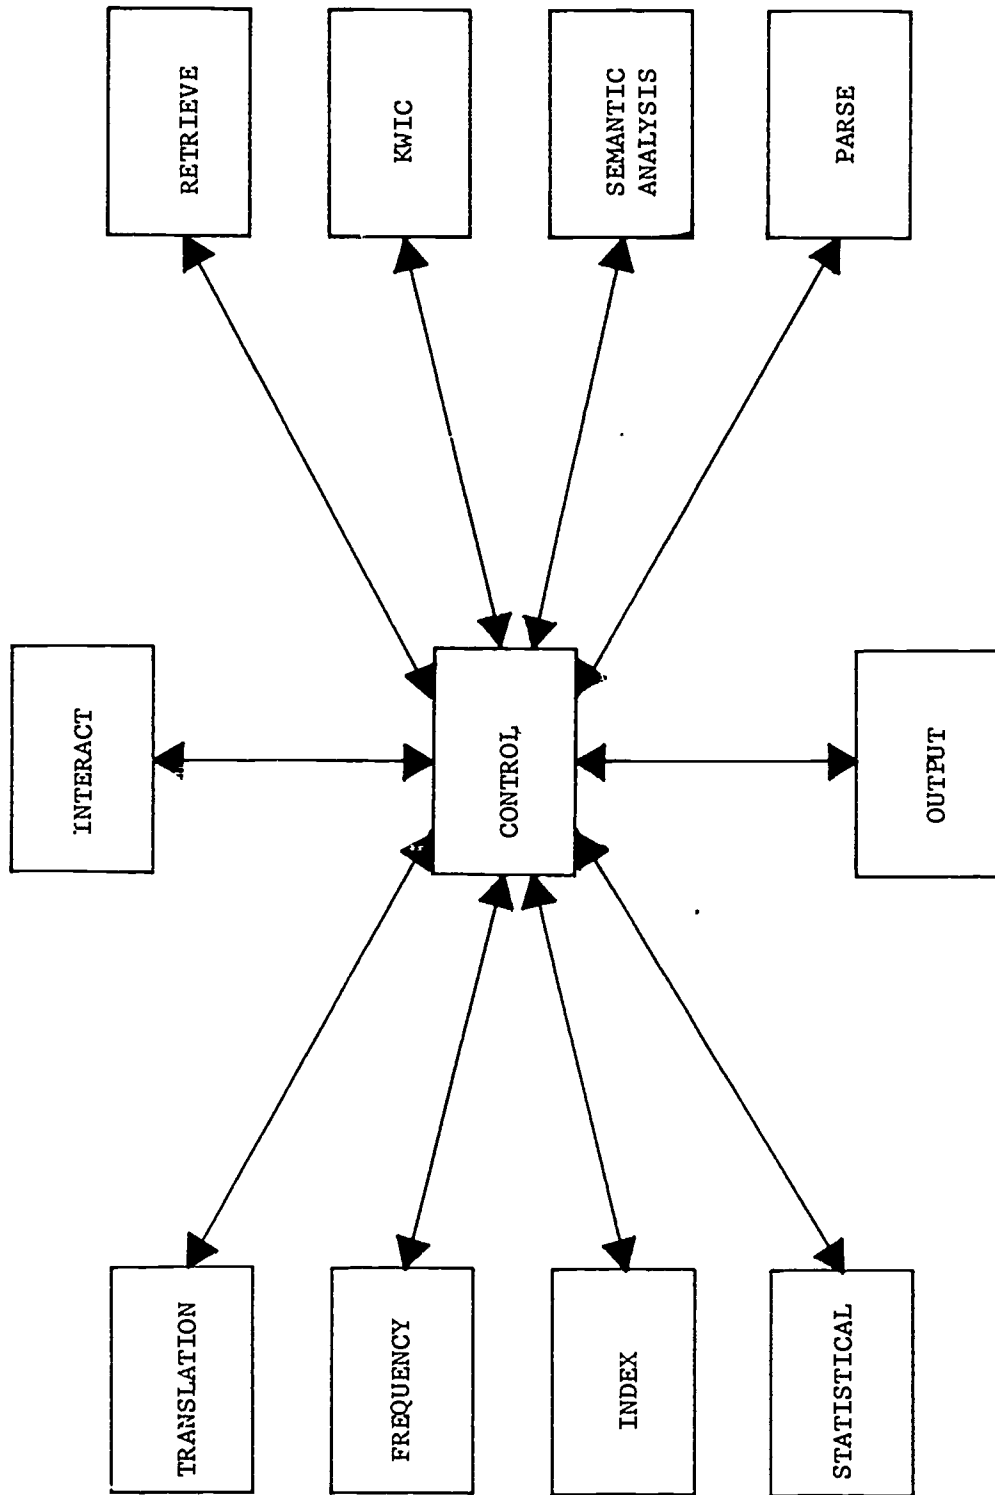 INTERACT
TRANSLATION
RETRIEVE
FREQUENCY
KWIC
CONTROL
INDEX
SEMANTIC
ANALYSIS
STATISTICAL
PARSE
OUTPUT